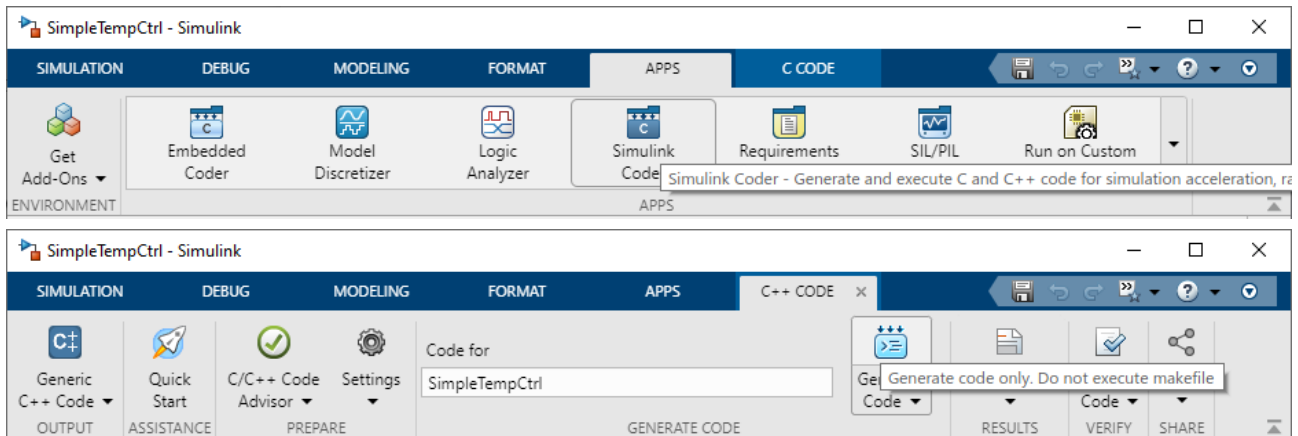 SimpleTempCtrl - Simulink
SIMULATION DEBUG MODELING FORMAT APPS C CODE
Get Add-Ons
Embedded Coder
Model Discretizer
Logic Analyzer
Simulink Code
Requirements
SIL/PIL
Run on Custom
Simulink Coder - Generate and execute C and C++ code for simulation acceleration, ra
ENVIRONMENT APPS
SimpleTempCtrl - Simulink
SIMULATION DEBUG MODELING FORMAT APPS C++ CODE
Generic C++ Code
Quick Start
C/C++ Code Advisor
Settings
Code for
SimpleTempCtrl
Code
Generate code only. Do not execute makefile
Code
OUTPUT ASSISTANCE PREPARE GENERATE CODE RESULTS VERIFY SHARE